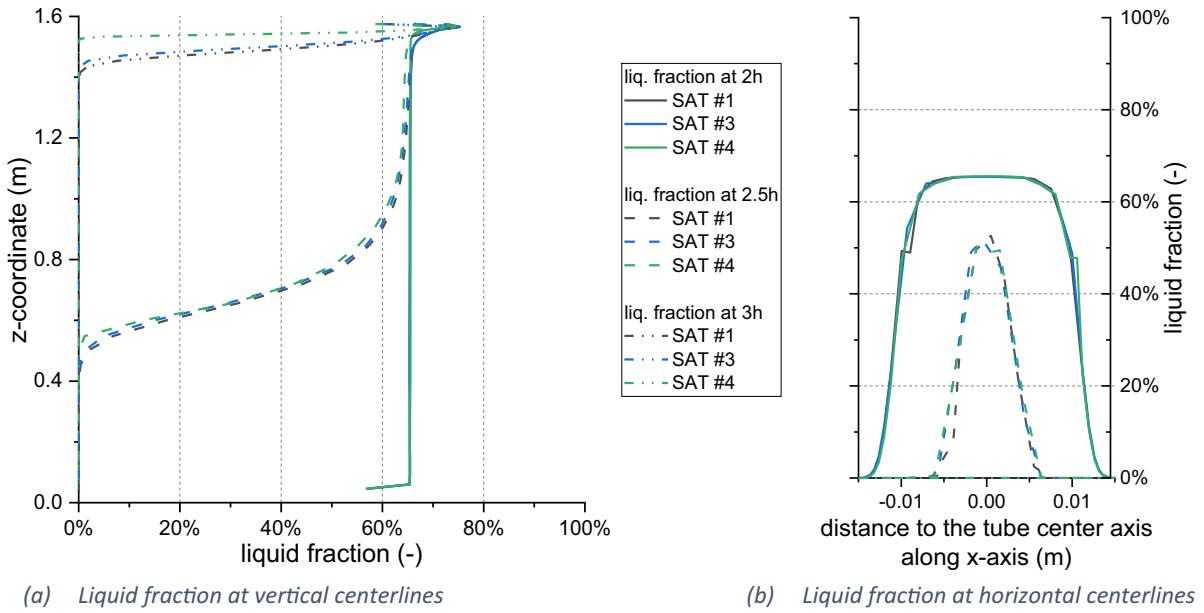 1.6
1.2
0.8
0.4
0.0
z-coordinate (m)
0%
20%
40%
60%
80%
100%
liquid fraction (-)
(a) Liquid fraction at vertical centerlines
liq. fraction at 2h
SAT #1
SAT #3
SAT #4
liq. fraction at 2.5h
SAT #1
SAT #3
SAT #4
liq. fraction at 3h
SAT #1
SAT #3
SAT #4
100%
80%
60%
40%
20%
0%
liquid fraction (-)
-0.01
0.00
0.01
distance to the tube center axis
along x-axis (m)
(b) Liquid fraction at horizontal centerlines